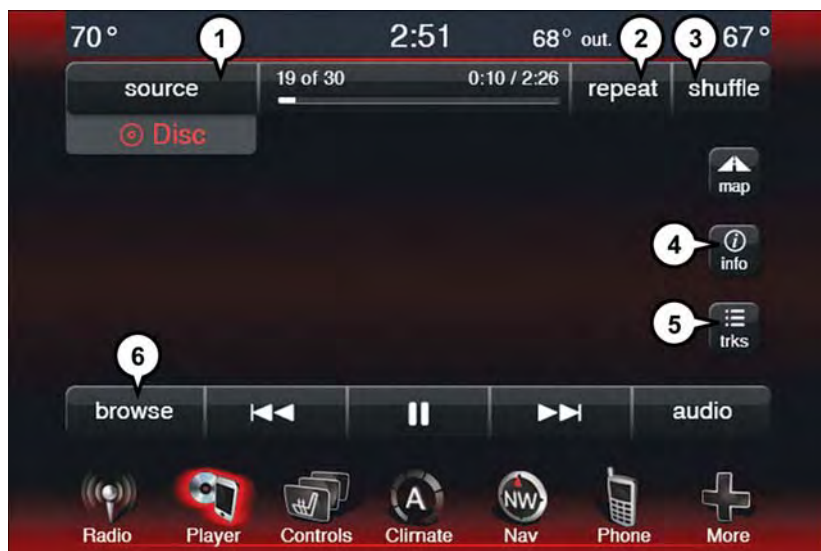 70° 2:51 68° out. 67°
1 2 3
source 19 of 30 0:10 / 2:26 repeat shuffle
Disc
map
4 info
5 trks
6
browse audio
A NW
Radio Player Controls Climate Nav Phone More